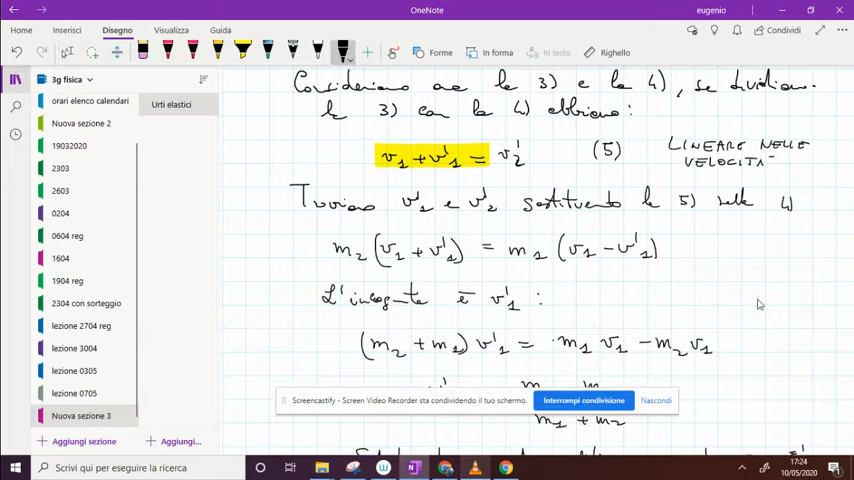 OneNote
eugenio
Home
Inserisci
Disegno
Visualizza
Guida
Condividi
Forme
In forma
In testo
Righello
3g fisica
orari elenco calendari
Nuova sezione 2
19032020
2303
2603
0204
0604 reg
1604
1904 reg
2304 con sorteggio
lezione 2704 reg
lezione 3004
lezione 0305
lezione 0705
Nuova sezione 3
Aggiungi sezione
Urti elastici
Aggiungi...
Consideriamo ora la 3) e la 4), se dividiamo
la 3) con la 4) abbiamo:
v₁ + v'₁ = v'₂ (5) LINEARE NELLE
VELOCITA'
Troviamo v'₁ e v'₂ sostituendo la 5) nella 4)
m₂ (v₁ + v'₁) = m₁ (v₁ - v'₁)
L'incognita è v'₁ :
(m₂ + m₁) v'₁ = m₁ v₁ - m₂ v₁
Screencastify - Screen Video Recorder sta condividendo il tuo schermo.
Interrompi condivisione
Nascondi
m₁ + m₂
Scrivi qui per eseguire la ricerca
17:24
10/05/2020